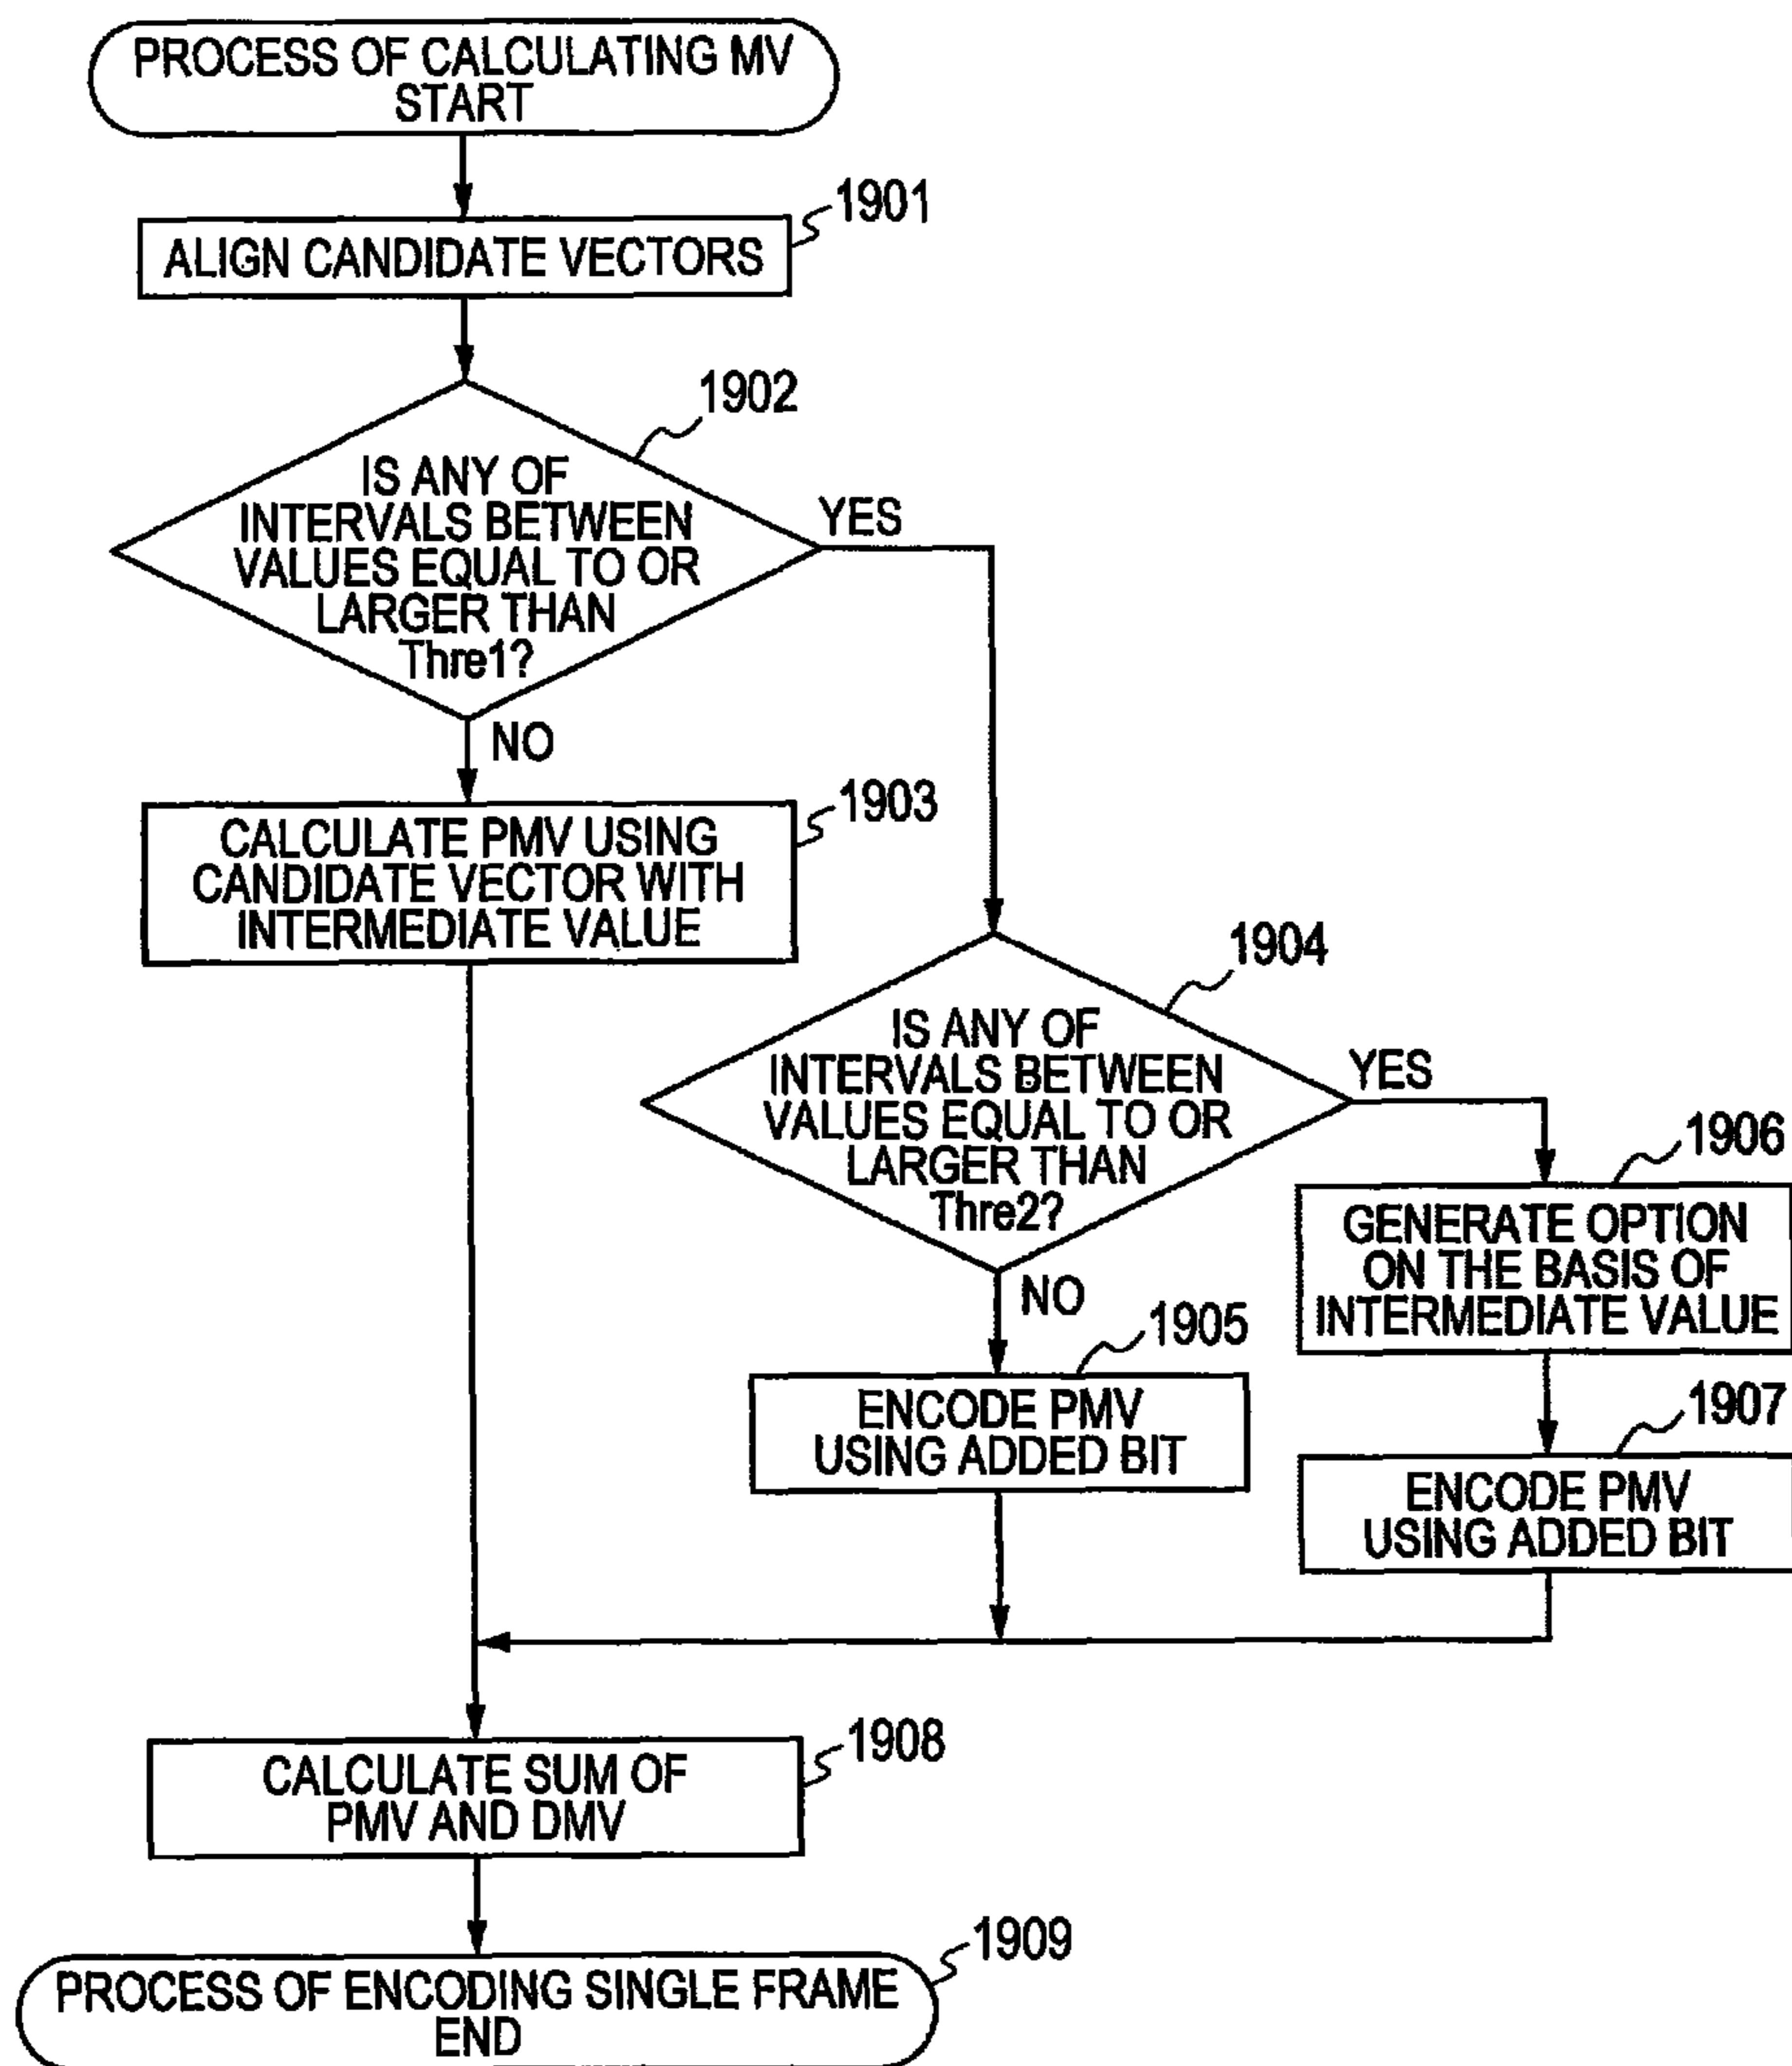 PROCESS OF CALCULATING MV
START
1901
ALIGN CANDIDATE VECTORS
1902
IS ANY OF
INTERVALS BETWEEN
VALUES EQUAL TO OR
LARGER THAN
Thre1?
YES
NO
1903
CALCULATE PMV USING
CANDIDATE VECTOR WITH
INTERMEDIATE VALUE
1904
IS ANY OF
INTERVALS BETWEEN
VALUES EQUAL TO OR
LARGER THAN
Thre2?
YES
NO
1906
GENERATE OPTION
ON THE BASIS OF
INTERMEDIATE VALUE
1905
ENCODE PMV
USING ADDED BIT
1907
ENCODE PMV
USING ADDED BIT
1908
CALCULATE SUM OF
PMV AND DMV
1909
PROCESS OF ENCODING SINGLE FRAME
END